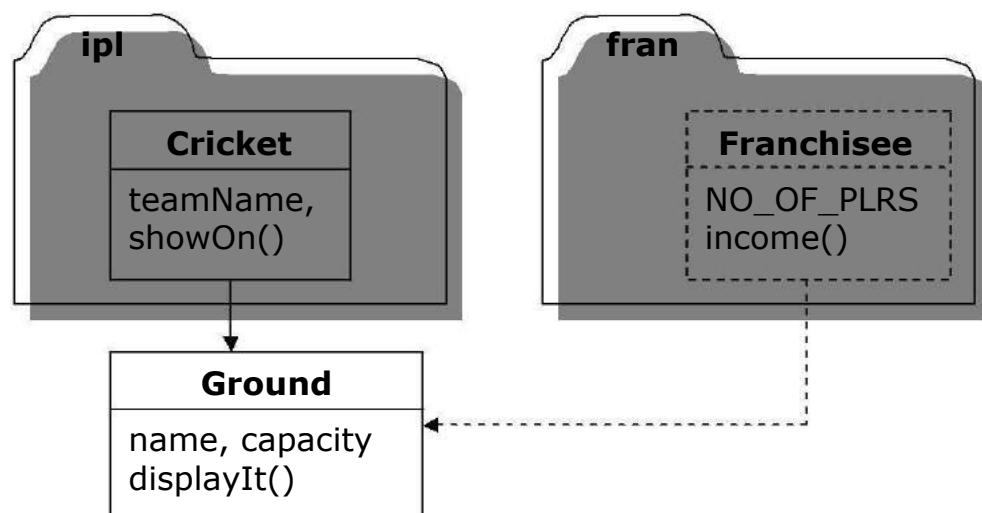 ipl
Cricket
teamName,
showOn()
fran
Franchisee
NO_OF_PLRS
income()
Ground
name, capacity
displayIt()